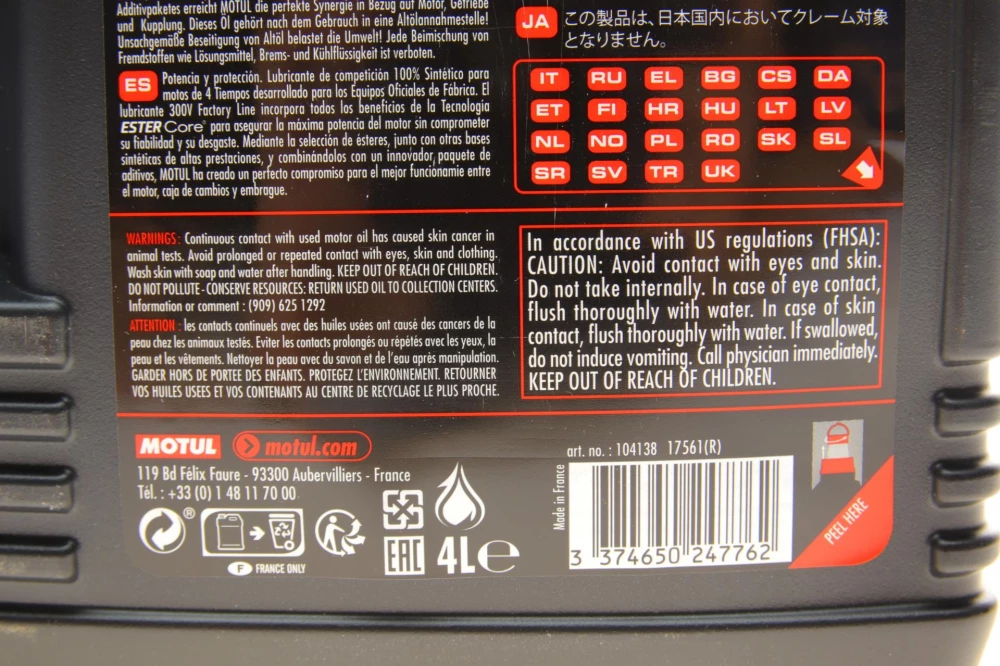 Additivpaketes erreicht MOTUL die perfekte Synergie in Bezug auf Motor, Getriebe
und Kupplung. Dieses Öl gehört nach dem Gebrauch in eine Altölannahmestelle!
Unsachgemäße Beseitigung von Altöl belastet die Umwelt! Jede Beimischung von
Fremdstoffen wie Lösungsmittel, Brems- und Kühlflüssigkeit ist verboten.
ES Potencia y protección. Lubricante de competición 100% Sintético para
motos de 4 Tiempos desarrollado para los Equipos Oficiales de Fábrica. El
lubricante 300V Factory Line incorpora todos los beneficios de la Tecnologia
ESTER Core® para asegurar la máxima potencia del motor sin comprometer
su fiabilidad y su desgaste. Mediante la selección de ésteres, junto con otras bases
sintéticas de altas prestaciones, y combinándolos con un innovador paquete de
aditivos, MOTUL ha creado un perfecto compromiso para el mejor funcionamie entre
el motor, caja de cambios y embrague.
JA この製品は、日本国内においてクレーム対象
となりません。
IT RU EL BG CS DA
ET FI HR HU LT LV
NL NO PL RO SK SL
SR SV TR UK
WARNINGS: Continuous contact with used motor oil has caused skin cancer in
animal tests. Avoid prolonged or repeated contact with eyes, skin and clothing.
Wash skin with soap and water after handling. KEEP OUT OF REACH OF CHILDREN.
DO NOT POLLUTE - CONSERVE RESOURCES: RETURN USED OIL TO COLLECTION CENTERS.
Information or comment : (909) 625 1292
ATTENTION : les contacts continuels avec des huiles usées ont causé des cancers de la
peau chez les animaux testés. Eviter les contacts prolongés ou répétés avec les yeux, la
peau et les vêtements. Nettoyer la peau avec du savon et de l'eau après manipulation.
GARDER HORS DE PORTEE DES ENFANTS. PROTEGEZ L'ENVIRONNEMENT. RETOURNER
VOS HUILES USEES ET VOS CONTENANTS AU CENTRE DE RECYCLAGE LE PLUS PROCHE.
In accordance with US regulations (FHSA):
CAUTION: Avoid contact with eyes and skin.
Do not take internally. In case of eye contact,
flush thoroughly with water. In case of skin
contact, flush thoroughly with water. If swallowed,
do not induce vomiting. Call physician immediately.
KEEP OUT OF REACH OF CHILDREN.
MOTUL motul.com
119 Bd Félix Faure - 93300 Aubervilliers - France
Tél. : +33 (0) 1 48 11 70 00
®
F FRANCE ONLY
EAC 4L e
art. no. : 104138 17561(R)
Made in France
3 374650 247762
PEEL HERE